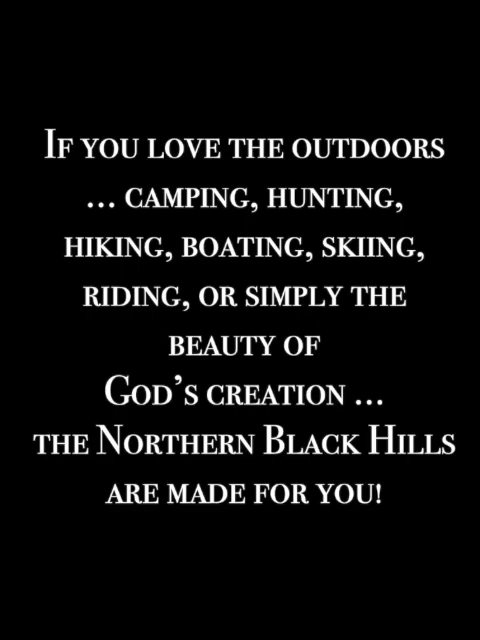 If you love the outdoors
... camping, hunting,
hiking, boating, skiing,
riding, or simply the
beauty of
God’s creation ...
the Northern Black Hills
are made for you!